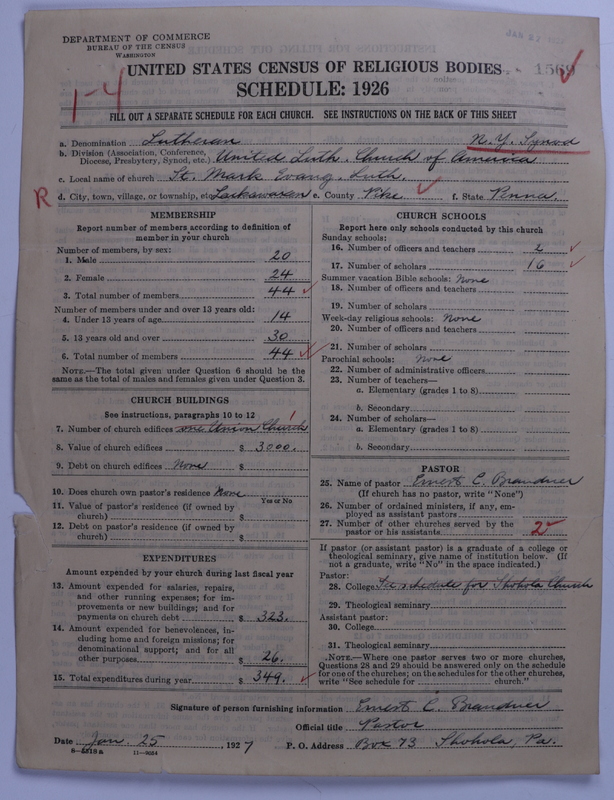 DEPARTMENT OF COMMERCE
BUREAU OF THE CENSUS
WASHINGTON
1569
UNITED STATES CENSUS OF RELIGIOUS BODIES
SCHEDULE: 1926
1-4
FILL OUT A SEPARATE SCHEDULE FOR EACH CHURCH. SEE INSTRUCTIONS ON THE BACK OF THIS SHEET
a. Denomination Lutheran N.Y. Synod
b. Division (Association, Conference, Diocese, Presbytery, Synod, etc.) United Luth. Church of America
c. Local name of church St. Mark Evang. Luth.
R
d. City, town, village, or township, etc. Lackawaxen e. County Pike f. State Penna.
MEMBERSHIP
Report number of members according to definition of
member in your church
Number of members, by sex:
1. Male 20
2. Female 24
3. Total number of members 44
Number of members under and over 13 years old:
4. Under 13 years of age 14
5. 13 years old and over 30
6. Total number of members 44
NOTE.—The total given under Question 6 should be
same as the total of males and females given under Question 3.
CHURCH BUILDINGS
See instructions, paragraphs 10 to 12
7. Number of church edifices one Union Church
8. Value of church edifices $ 3000.
9. Debt on church edifices None $
10. Does church own pastor's residence None
Yes or No
11. Value of pastor's residence (if owned by
church) $
12. Debt on pastor's residence (if owned by
church) $
EXPENDITURES
Amount expended by your church during last fiscal year
13. Amount expended for salaries, repairs,
and other running expenses; for im-
provements or new buildings; and for
payments on church debt $ 323.
14. Amount expended for benevolences, in-
cluding home and foreign missions; for
denominational support; and for all
other purposes $ 26.
15. Total expenditures during year $ 349.
CHURCH SCHOOLS
Report here only schools conducted by this church
Sunday schools:
16. Number of officers and teachers 2
17. Number of scholars 16
Summer vacation Bible schools: None
18. Number of officers and teachers
19. Number of scholars
Week-day religious schools: None
20. Number of officers and teachers
21. Number of scholars
Parochial schools: None
22. Number of administrative officers
23. Number of teachers—
a. Elementary (grades 1 to 8)
b. Secondary
24. Number of scholars—
a. Elementary (grades 1 to 8)
b. Secondary
PASTOR
25. Name of pastor Ernest C. Brandner
(If church has no pastor, write "None")
26. Number of ordained ministers, if any, em-
ployed as assistant pastors
27. Number of other churches served by the
pastor or his assistants 2
If pastor (or assistant pastor) is a graduate of a college or
theological seminary, give name of institution below. (If
not a graduate, write "No" in the space indicated.)
Pastor:
28. College See schedule for Shohola Church
29. Theological seminary
Assistant pastor:
30. College
31. Theological seminary
NOTE.—Where one pastor serves two or more churches,
Questions 28 and 29 should be answered only on the schedule
for one of the churches; on the schedules for the other churches,
write "See schedule for church."
Signature of person furnishing information Ernest C. Brandner
Official title Pastor
Date Jan. 25, 1927 P. O. Address Box 73 Shohola, Pa.
8—5518a 11—9054